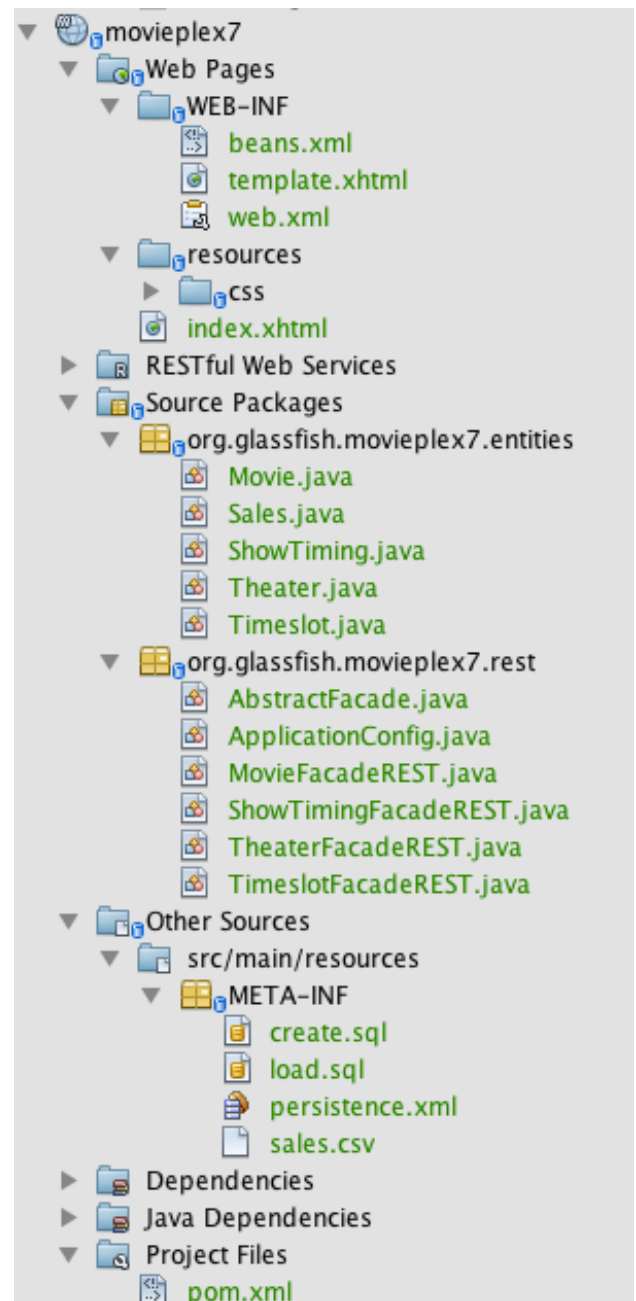 movieplex7
Web Pages
WEB-INF
beans.xml
template.xhtml
web.xml
resources
css
index.xhtml
RESTful Web Services
Source Packages
org.glassfish.movieplex7.entities
Movie.java
Sales.java
ShowTiming.java
Theater.java
Timeslot.java
org.glassfish.movieplex7.rest
AbstractFacade.java
ApplicationConfig.java
MovieFacadeREST.java
ShowTimingFacadeREST.java
TheaterFacadeREST.java
TimeslotFacadeREST.java
Other Sources
src/main/resources
META-INF
create.sql
load.sql
persistence.xml
sales.csv
Dependencies
Java Dependencies
Project Files
pom.xml